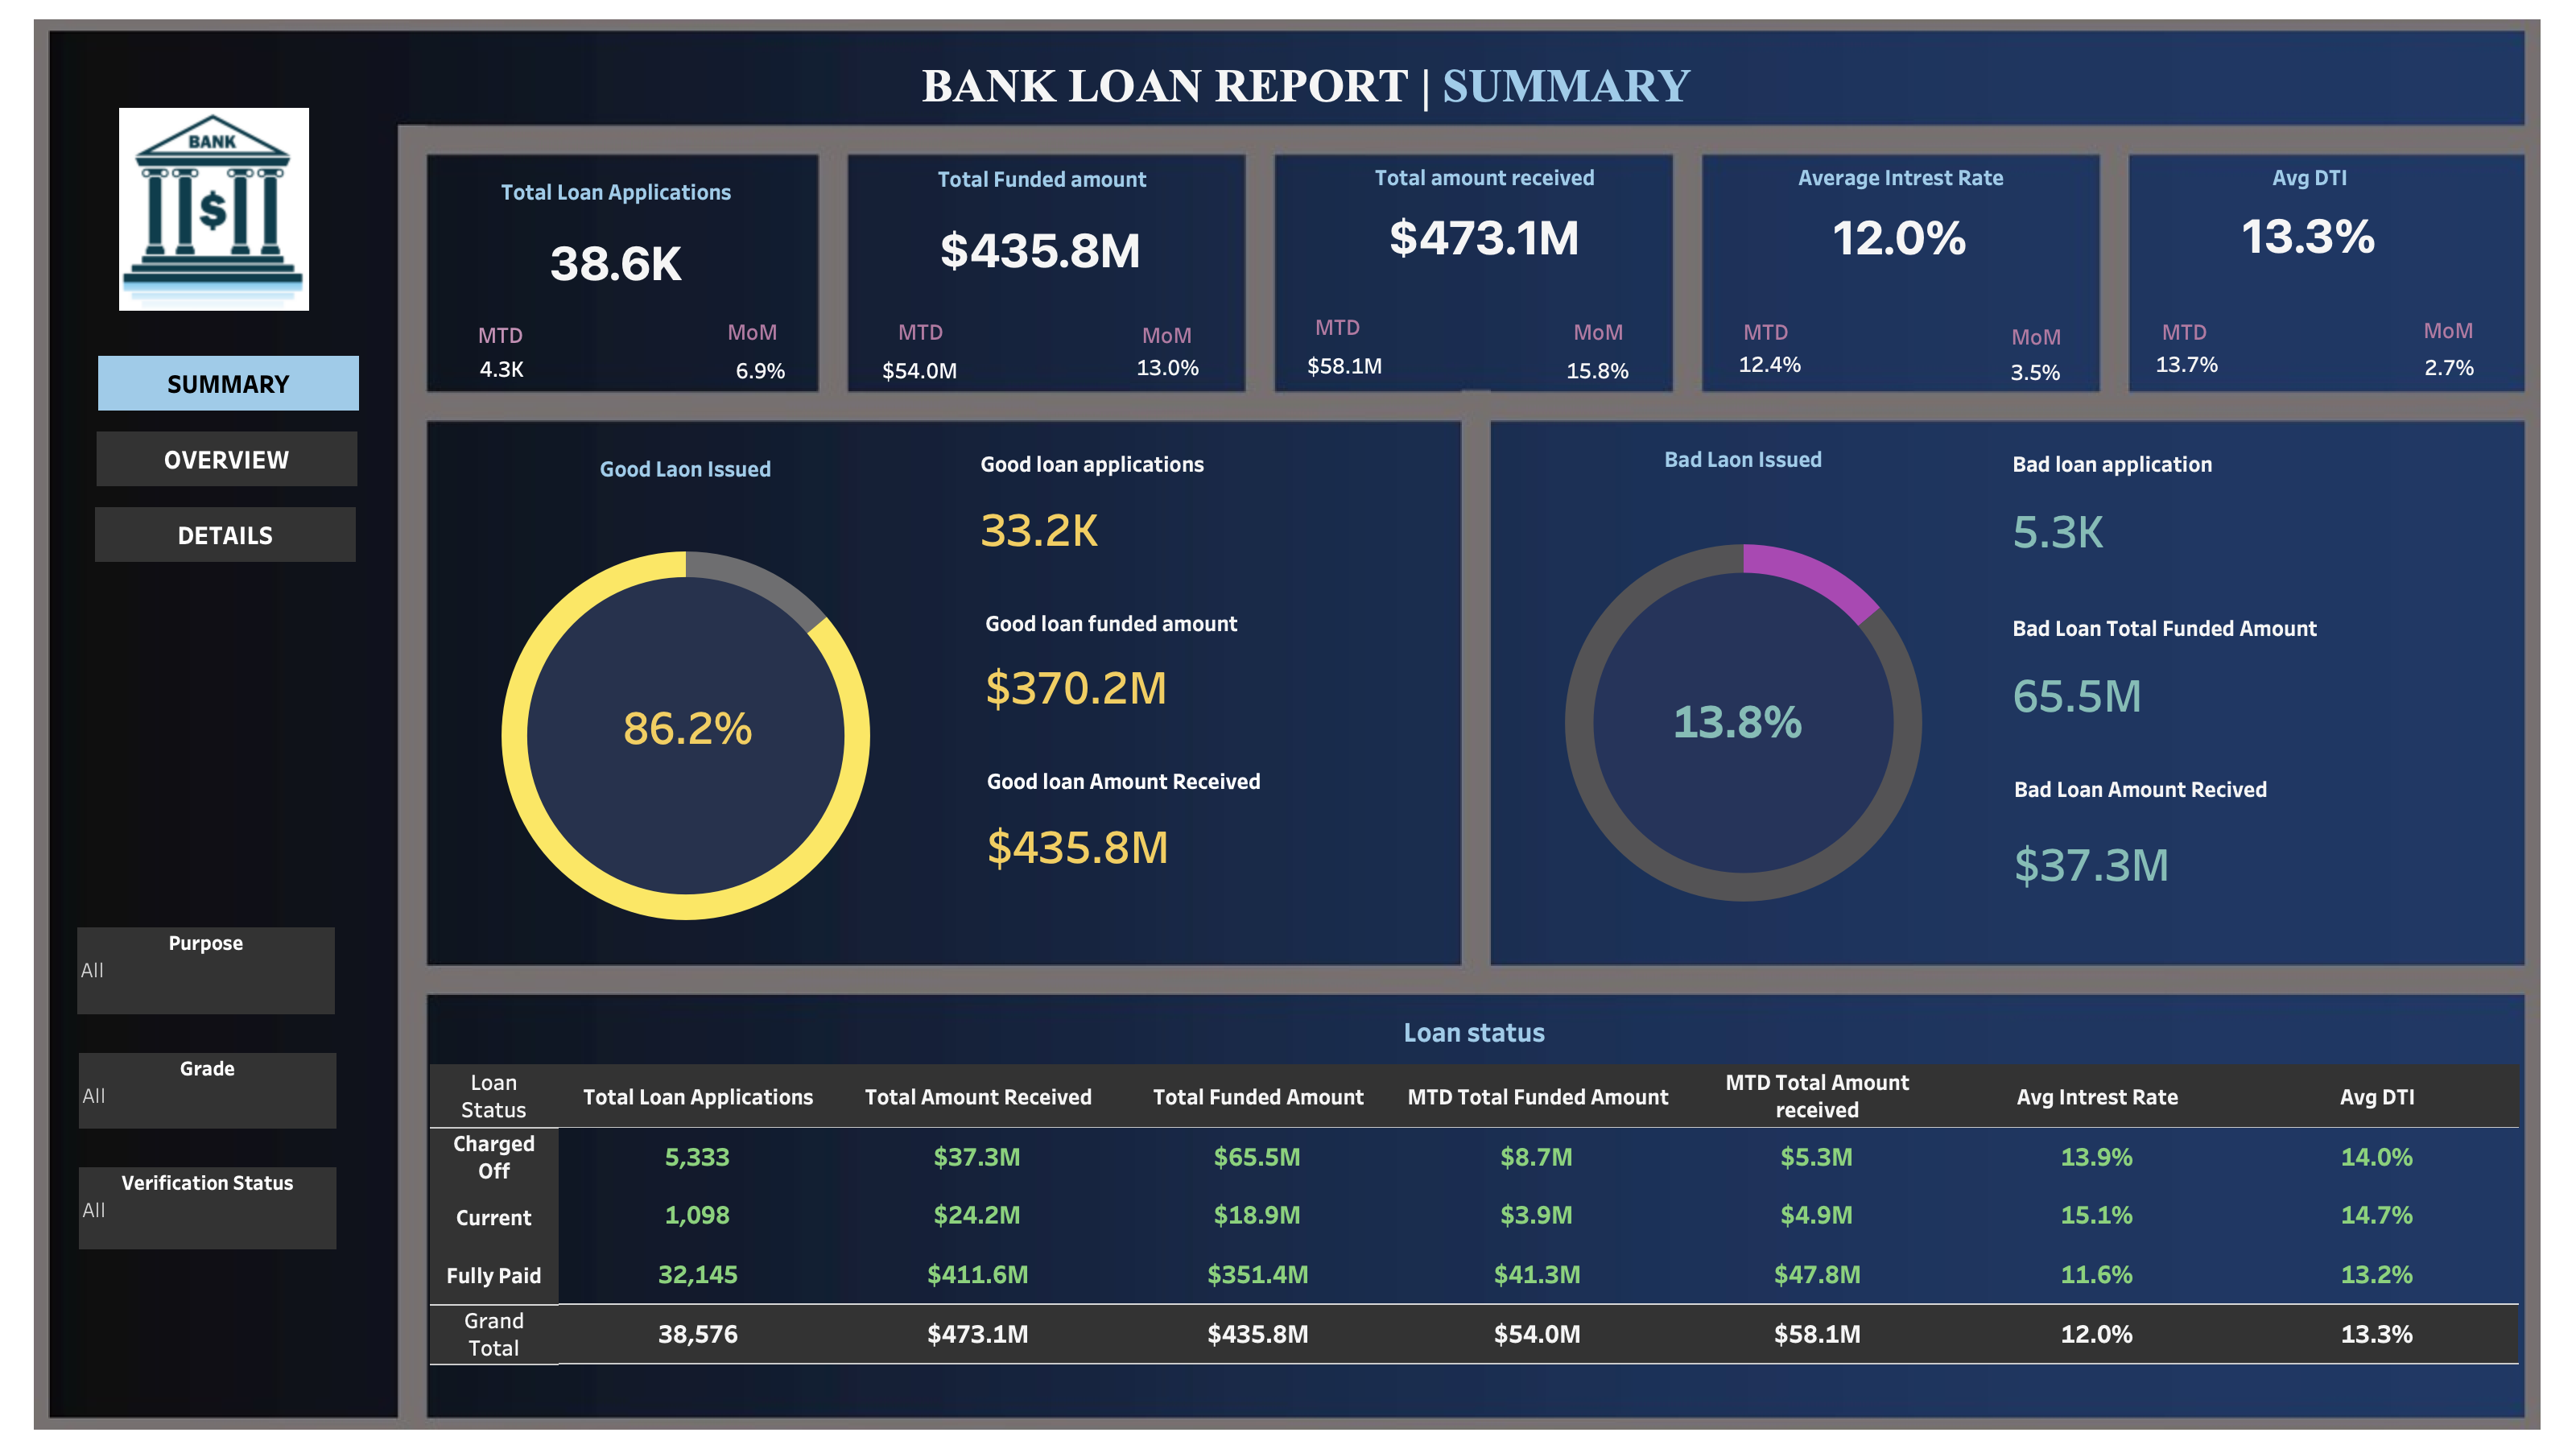 BANK LOAN REPORT | SUMMARY
BANK
$
SUMMARY
OVERVIEW
DETAILS
Purpose
All
Grade
All
Verification Status
All
Total Loan Applications
38.6K
MTD
MoM
4.3K
6.9%
Total Funded amount
$435.8M
MTD
MoM
$54.0M
13.0%
Total amount received
$473.1M
MTD
MoM
$58.1M
15.8%
Average Intrest Rate
12.0%
MTD
MoM
12.4%
3.5%
Avg DTI
13.3%
MTD
MoM
13.7%
2.7%
Good Laon Issued
86.2%
Good loan applications
33.2K
Good loan funded amount
$370.2M
Good loan Amount Received
$435.8M
Bad Laon Issued
13.8%
Bad loan application
5.3K
Bad Loan Total Funded Amount
65.5M
Bad Loan Amount Recived
$37.3M
Loan status
Loan Status Total Loan Applications Total Amount Received Total Funded Amount MTD Total Funded Amount MTD Total Amount received Avg Intrest Rate Avg DTI
Charged Off 5,333 $37.3M $65.5M $8.7M $5.3M 13.9% 14.0%
Current 1,098 $24.2M $18.9M $3.9M $4.9M 15.1% 14.7%
Fully Paid 32,145 $411.6M $351.4M $41.3M $47.8M 11.6% 13.2%
Grand Total 38,576 $473.1M $435.8M $54.0M $58.1M 12.0% 13.3%